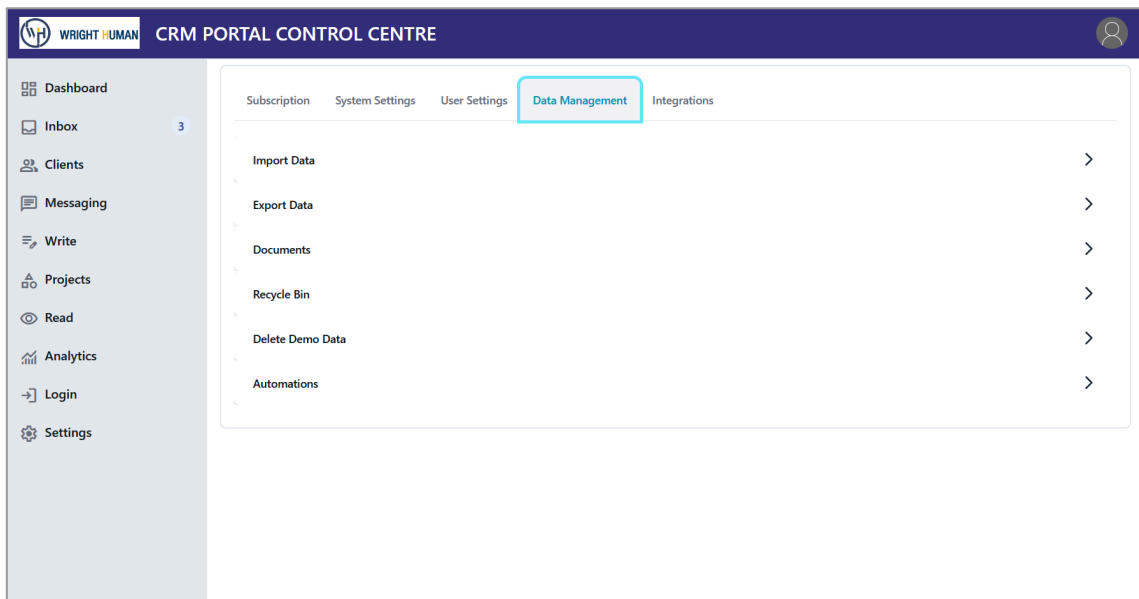 WH WRIGHT HUMAN CRM PORTAL CONTROL CENTRE
Dashboard
Inbox 3
Clients
Messaging
Write
Projects
Read
Analytics
Login
Settings
Subscription System Settings User Settings Data Management Integrations
Import Data
Export Data
Documents
Recycle Bin
Delete Demo Data
Automations